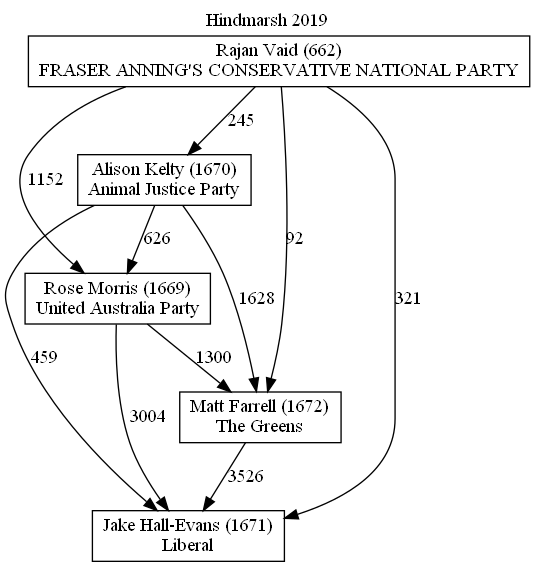 Hindmarsh 2019
Rajan Vaid (662)
FRASER ANNING'S CONSERVATIVE NATIONAL PARTY
245
Alison Kelty (1670)
Animal Justice Party
1152
626
92
Rose Morris (1669)
United Australia Party
1628
321
459
1300
Matt Farrell (1672)
The Greens
3004
3526
Jake Hall-Evans (1671)
Liberal